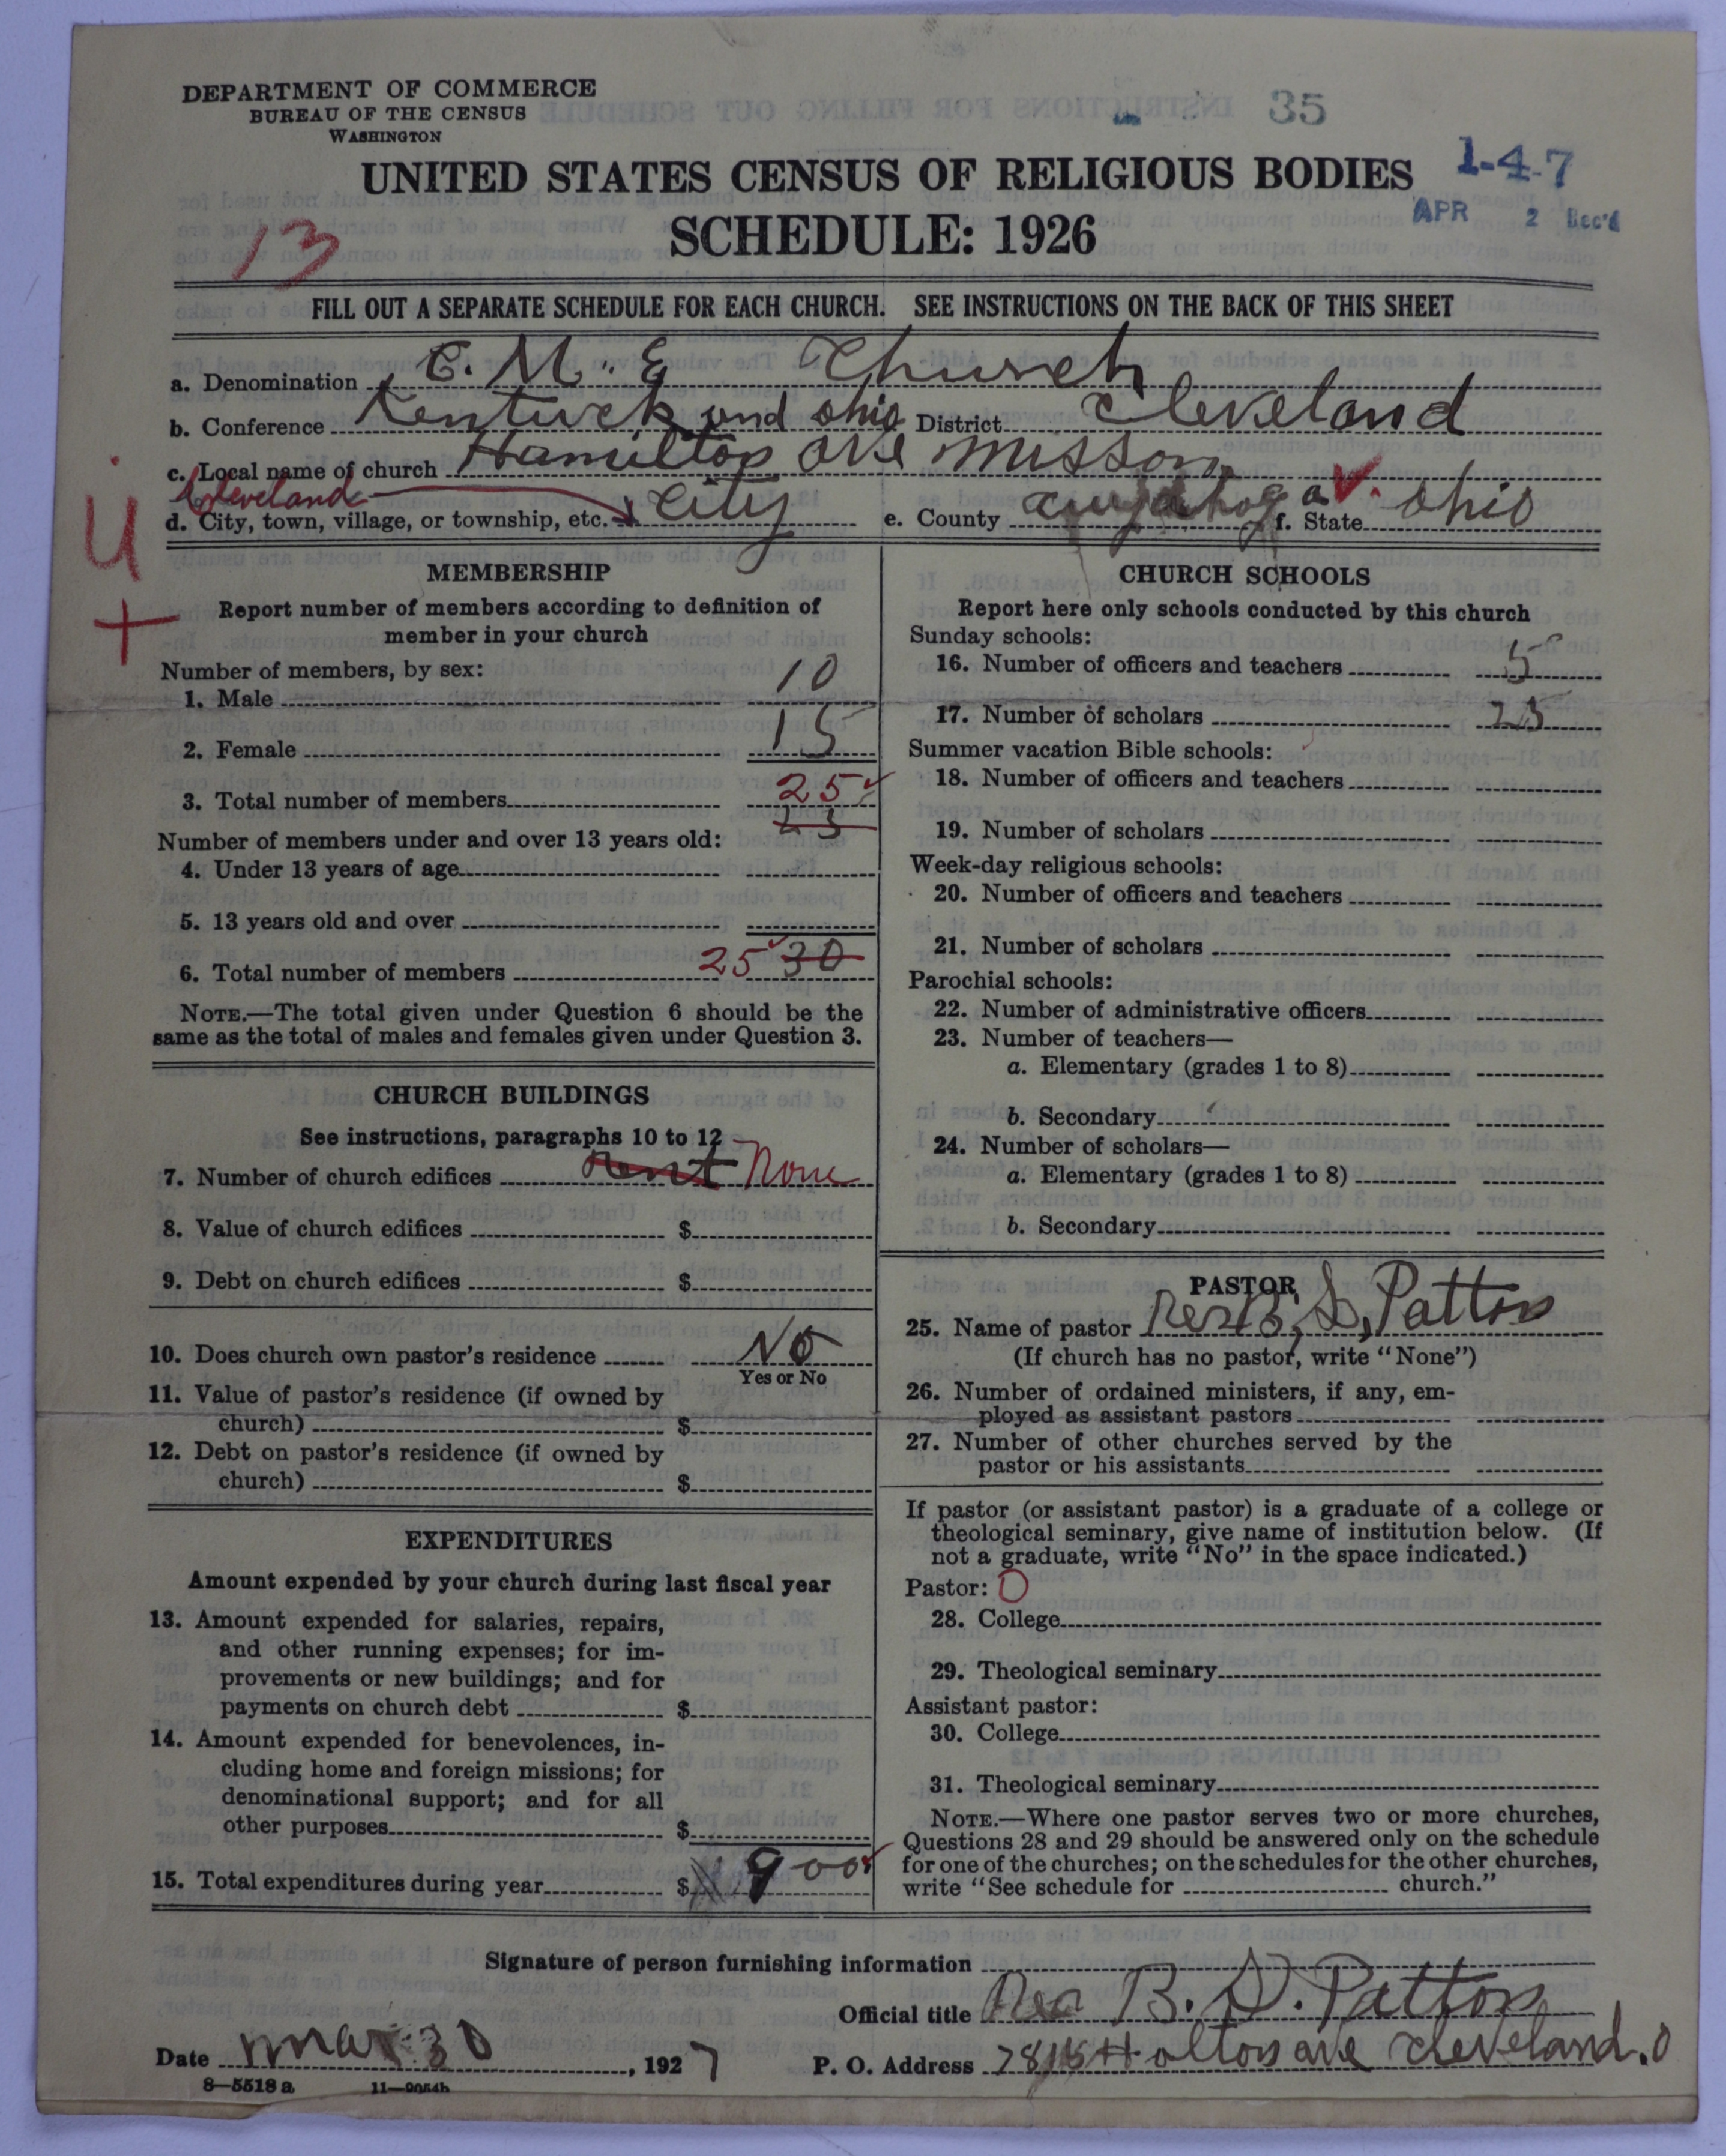 DEPARTMENT OF COMMERCE
BUREAU OF THE CENSUS
WASHINGTON
35
UNITED STATES CENSUS OF RELIGIOUS BODIES
1-4-7
SCHEDULE: 1926
APR 2 Rec'd
13
FILL OUT A SEPARATE SCHEDULE FOR EACH CHURCH. SEE INSTRUCTIONS ON THE BACK OF THIS SHEET
a. Denomination C. M. E Church
b. Conference Kentuck and ohio District Cleveland
c. Local name of church Hamilton ave misson
Cleveland
d. City, town, village, or township, etc. City e. County cuyahoga f. State ohio
MEMBERSHIP
Report number of members according to definition of
member in your church
Number of members, by sex:
10
1. Male
2. Female 15
3. Total number of members 25
23
Number of members under and over 13 years old:
4. Under 13 years of age
5. 13 years old and over
6. Total number of members 25 30
NOTE.—The total given under Question 6 should be the
same as the total of males and females given under Question 3.
CHURCH BUILDINGS
See instructions, paragraphs 10 to 12
7. Number of church edifices rent None
8. Value of church edifices $
9. Debt on church edifices $
10. Does church own pastor's residence No
Yes or No
11. Value of pastor's residence (if owned by
church) $
12. Debt on pastor's residence (if owned by
church) $
EXPENDITURES
Amount expended by your church during last fiscal year
13. Amount expended for salaries, repairs,
and other running expenses; for im-
provements or new buildings; and for
payments on church debt $
14. Amount expended for benevolences, in-
cluding home and foreign missions; for
denominational support; and for all
other purposes $
15. Total expenditures during year $ 9 00
CHURCH SCHOOLS
Report here only schools conducted by this church
Sunday schools:
16. Number of officers and teachers 5
17. Number of scholars 25
Summer vacation Bible schools:
18. Number of officers and teachers
19. Number of scholars
Week-day religious schools:
20. Number of officers and teachers
21. Number of scholars
Parochial schools:
22. Number of administrative officers
23. Number of teachers—
a. Elementary (grades 1 to 8)
b. Secondary
24. Number of scholars—
a. Elementary (grades 1 to 8)
b. Secondary
PASTOR
25. Name of pastor Rev B, D, Patton
(If church has no pastor, write "None")
26. Number of ordained ministers, if any, em-
ployed as assistant pastors
27. Number of other churches served by the
pastor or his assistants
If pastor (or assistant pastor) is a graduate of a college or
theological seminary, give name of institution below. (If
not a graduate, write "No" in the space indicated.)
Pastor: O
28. College
29. Theological seminary
Assistant pastor:
30. College
31. Theological seminary
NOTE.—Where one pastor serves two or more churches,
Questions 28 and 29 should be answered only on the schedule
for one of the churches; on the schedules for the other churches,
write "See schedule for church."
Signature of person furnishing information
Official title Rev B. D. Patton
Date mar 30, 1927 P. O. Address Holton ave Cleveland. O
8—5518 a 11—9054b